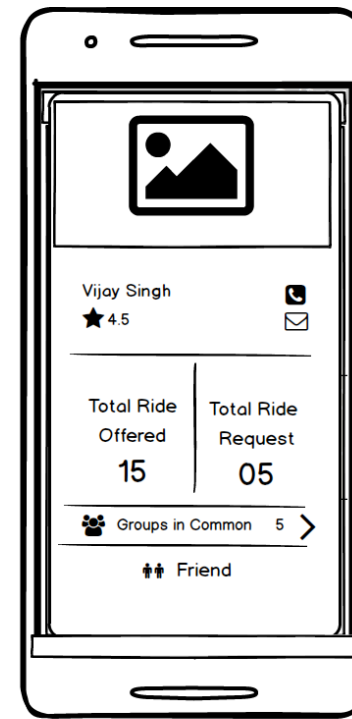 Vijay Singh
4.5
Total Ride Offered
15
Total Ride Request
05
Groups in Common 5
Friend